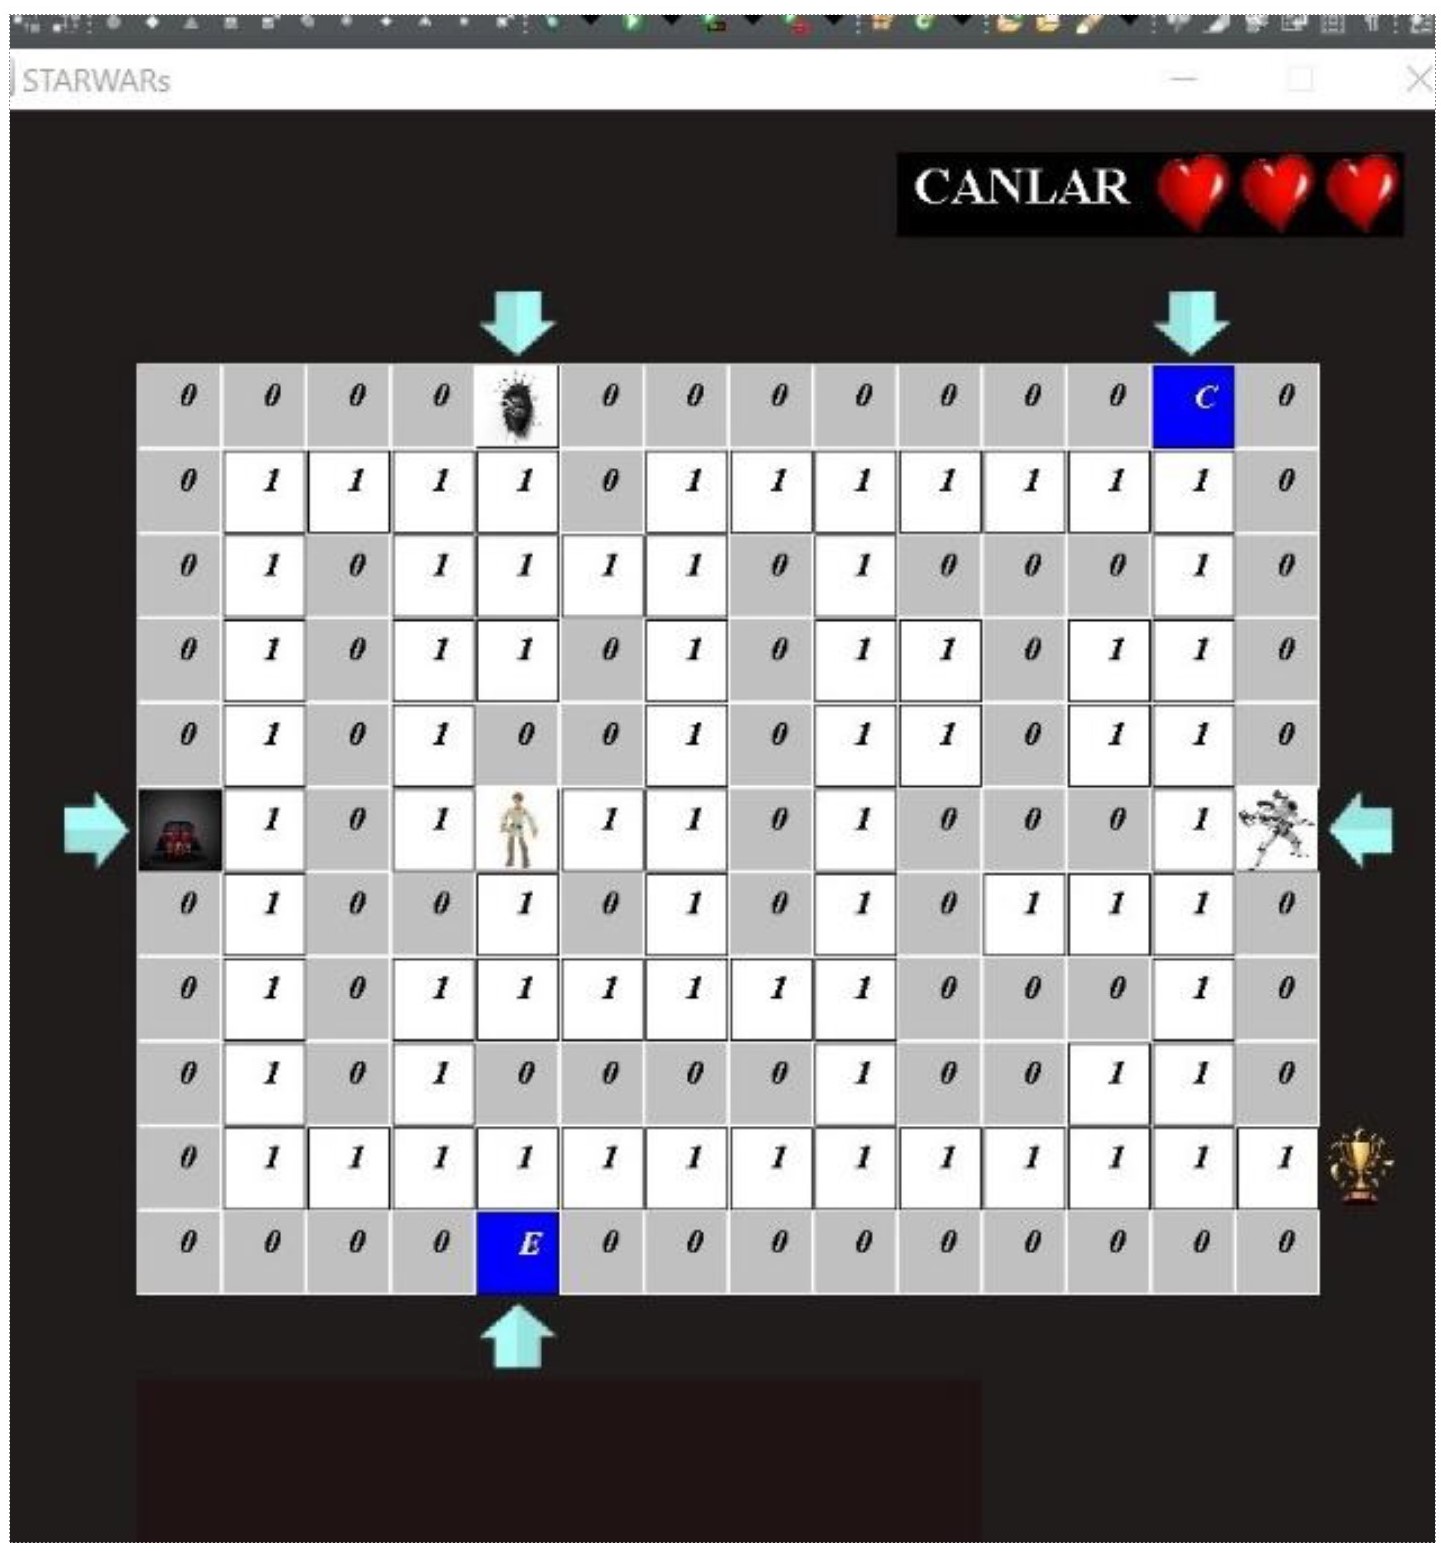 STARWARs
CANLAR
0 0 0 0 0 0 0 0 0 0 0 C 0
0 1 1 1 1 0 1 1 1 1 1 1 1 0
0 1 0 1 1 1 1 0 1 0 0 0 1 0
0 1 0 1 1 0 1 0 1 1 0 1 1 0
0 1 0 1 0 0 1 0 1 1 0 1 1 0
1 0 1 1 1 0 1 0 0 0 1
0 1 0 0 1 0 1 0 1 0 1 1 1 0
0 1 0 1 1 1 1 1 1 0 0 0 1 0
0 1 0 1 0 0 0 0 1 0 0 1 1 0
0 1 1 1 1 1 1 1 1 1 1 1 1 1
0 0 0 0 E 0 0 0 0 0 0 0 0 0